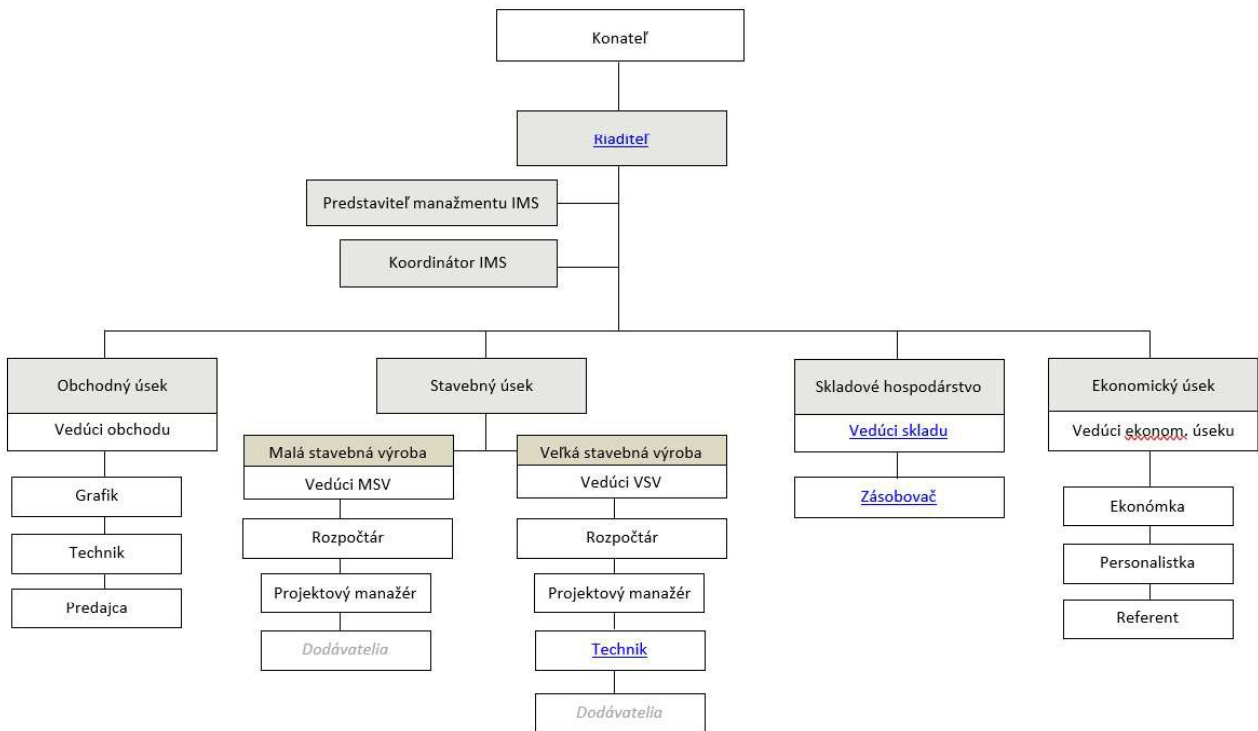 Konateľ
Riaditeľ
Predstaviteľ manažmentu IMS
Koordinátor IMS
Obchodný úsek
Vedúci obchodu
Grafik
Technik
Predajca
Stavebný úsek
Malá stavebná výroba
Vedúci MSV
Rozpočtár
Projektový manažér
Dodávatelia
Veľká stavebná výroba
Vedúci VSV
Rozpočtár
Projektový manažér
Technik
Dodávatelia
Skladové hospodárstvo
Vedúci skladu
Zásobovač
Ekonomický úsek
Vedúci ekonom. úseku
Ekonómka
Personalistka
Referent